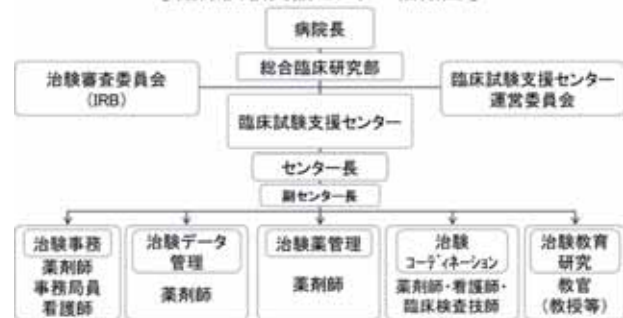 病院長
総合臨床研究部
治験審査委員会
(IRB)
臨床試験支援センター
運営委員会
臨床試験支援センター
センター長
副センター長
治験事務
薬剤師
事務局員
看護師
治験データ
管理
薬剤師
治験薬管理
薬剤師
治験
コーディネーション
薬剤師・看護師・
臨床検査技師
治験教育
研究
教官
(教授等)